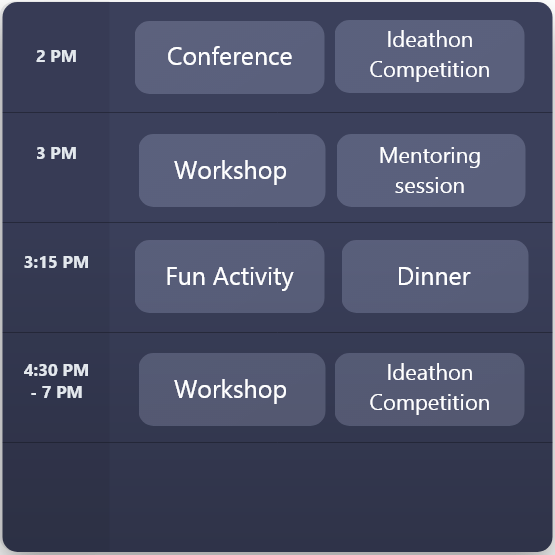 2 PM
Conference
Ideathon
Competition
3 PM
Workshop
Mentoring
session
3:15 PM
Fun Activity
Dinner
4:30 PM
- 7 PM
Workshop
Ideathon
Competition